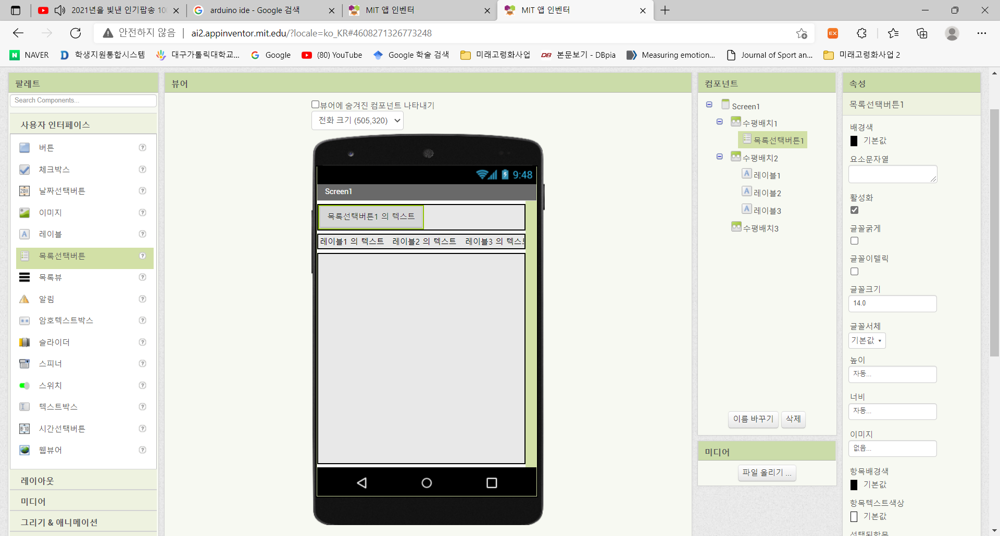 2021년을 빛낸 인기팝송 10
arduino ide - Google 검색
MIT 앱 인벤터
MIT 앱 인벤터
안전하지 않음
ai2.appinventor.mit.edu/?locale=ko_KR#4608271326773248
EX
N NAVER
D 학생지원통합시스템
대구가톨릭대학교...
Google
(80) YouTube
Google 학술 검색
미래고령화사업
DB 본문보기 - DBpia
Measuring emotion...
Journal of Sport an...
미래고령화사업 2
팔레트
Search Components...
사용자 인터페이스
버튼
체크박스
날짜선택버튼
이미지
레이블
목록선택버튼
목록뷰
알림
암호텍스트박스
슬라이더
스피너
스위치
텍스트박스
시간선택버튼
웹뷰어
레이아웃
미디어
그리기 & 애니메이션
뷰어
뷰어에 숨겨진 컴포넌트 나타내기
전화 크기 (505,320)
9:48
Screen1
목록선택버튼1 의 텍스트
레이블1 의 텍스트 레이블2 의 텍스트 레이블3 의 텍스트
컴포넌트
Screen1
수평배치1
목록선택버튼1
수평배치2
레이블1
레이블2
레이블3
수평배치3
이름 바꾸기 삭제
미디어
파일 올리기 ...
속성
목록선택버튼1
배경색
기본값
요소문자열
활성화
글꼴굵게
글꼴이텔릭
글꼴크기
14.0
글꼴서체
기본값
높이
자동...
너비
자동...
이미지
없음...
항목배경색
기본값
항목텍스트색상
기본값
선택된항목